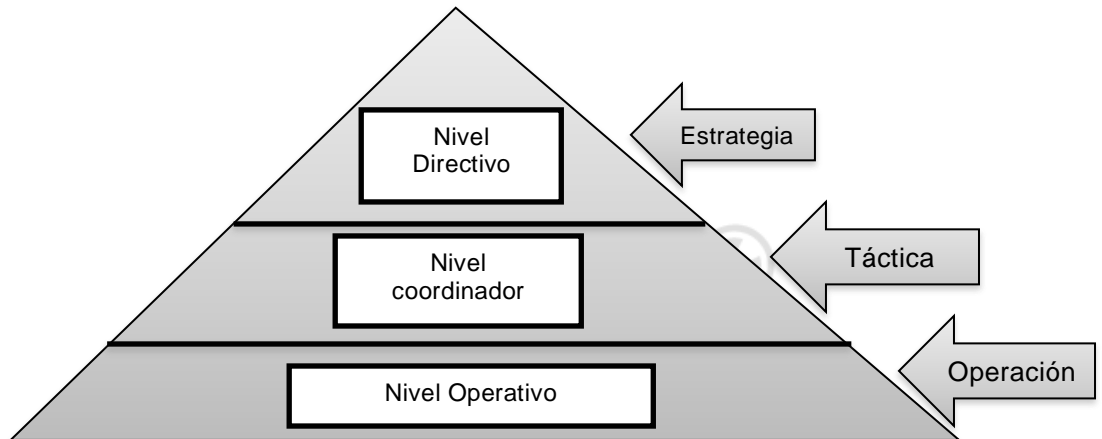 Nivel
Directivo
Estrategia
Nivel
coordinador
Táctica
Nivel Operativo
Operación